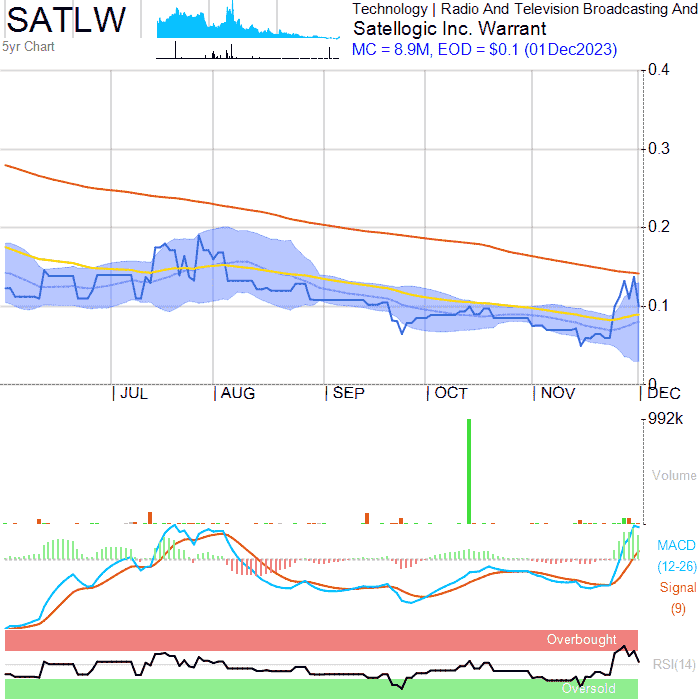 SATLW
Technology | Radio And Television Broadcasting And
Satellogic Inc. Warrant
5yr Chart
MC = 8.9M, EOD = $0.1 (01Dec2023)
0.4
0.3
0.2
0.1
0
JUL AUG SEP OCT NOV DEC
992k
Volume
MACD
(12-26)
Signal
(9)
Overbought
RSI(14)
Oversold